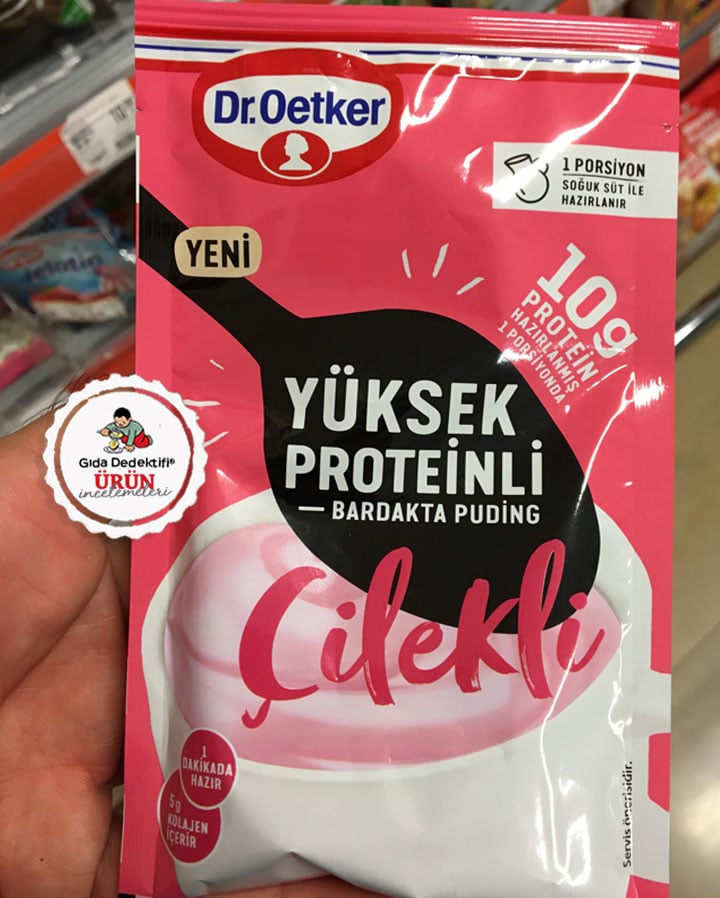 Dr.Oetker
1 PORSİYON
SOĞUK SÜT İLE
HAZIRLANIR
YENİ
10g
PROTEİN
HAZIRLANMIŞ
1 PORSİYONDA
YÜKSEK
PROTEİNLİ
BARDAKTA PUDİNG
Çilekli
Gıda Dedektifi®
ÜRÜN
incelemeleri
1
DAKİKADA
HAZIR
5g
KOLAJEN
İÇERİR
Servis önerisidir.